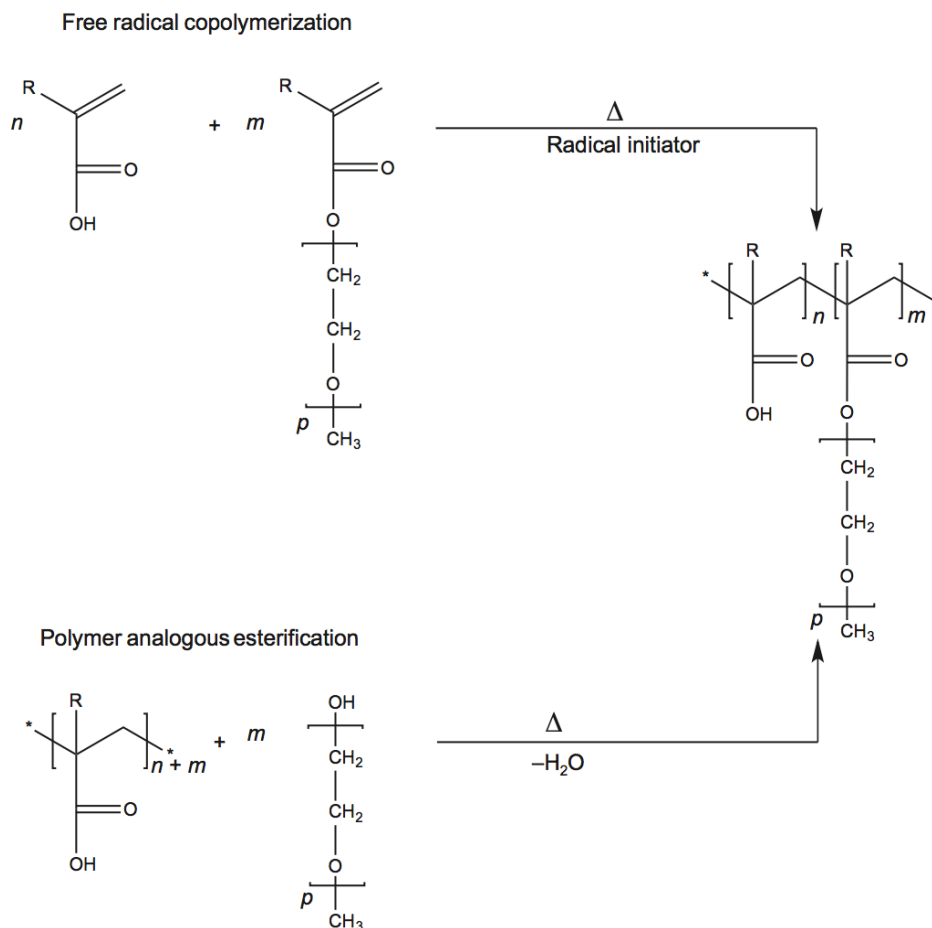 Free radical copolymerization
R
n
O
OH
+ m
R
O
O
CH2
CH2
O
p
CH3
Δ
Radical initiator
*
R
n
O
OH
R
m
O
O
CH2
CH2
O
p
CH3
Polymer analogous esterification
*
R
*
n + m
O
OH
+ m
OH
CH2
CH2
O
p
CH3
Δ
–H2O